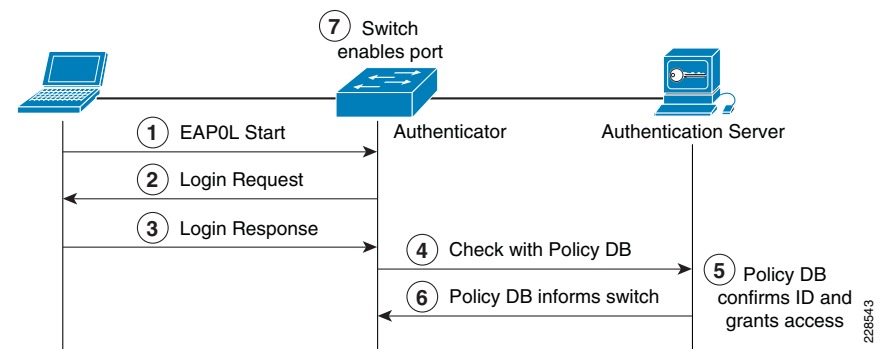 7 Switch
enables port
Authenticator
Authentication Server
1 EAP0L Start
2 Login Request
3 Login Response
4 Check with Policy DB
5 Policy DB
confirms ID and
grants access
6 Policy DB informs switch
228543